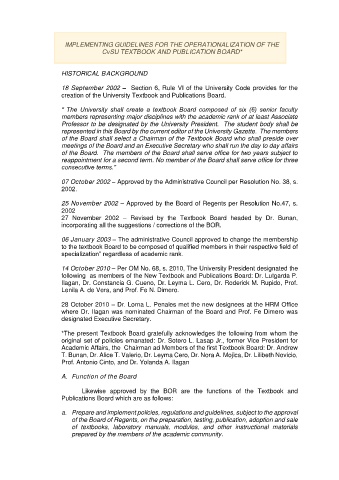 IMPLEMENTING GUIDELINES FOR THE OPERATIONALIZATION OF THE
CvSU TEXTBOOK AND PUBLICATION BOARD*
HISTORICAL BACKGROUND
18 September 2002 – Section 6, Rule VI of the University Code provides for the
creation of the University Textbook and Publications Board.
" The University shall create a textbook Board composed of six (6) senior faculty
members representing major disciplines with the academic rank of at least Associate
Professor to be designated by the University President. The student body shall be
represented in this Board by the current editor of the University Gazette. The members
of the Board shall select a Chairman of the Textbook Board who shall preside over
meetings of the Board and an Executive Secretary who shall run the day to day affairs
of the Board. The members of the Board shall serve office for two years subject to
reappointment for a second term. No member of the Board shall serve office for three
consecutive terms."
07 October 2002 – Approved by the Administrative Council per Resolution No. 38, s.
2002.
25 November 2002 – Approved by the Board of Regents per Resolution No.47, s.
2002
27 November 2002 – Revised by the Textbook Board headed by Dr. Bunan,
incorporating all the suggestions / corrections of the BOR.
06 January 2003 – The administrative Council approved to change the membership
to the textbook Board to be composed of qualified members in their respective field of
specialization" regardless of academic rank.
14 October 2010 – Per OM No. 68, s. 2010, The University President designated the
following as members of the New Textbook and Publications Board: Dr. Lulgarda P.
Ilagan, Dr. Constancia G. Cueno, Dr. Leyma L. Cero, Dr. Roderick M. Rupido, Prof.
Lenila A. de Vera, and Prof. Fe N. Dimero.
28 October 2010 – Dr. Lorna L. Penales met the new designees at the HRM Office
where Dr. Ilagan was nominated Chairman of the Board and Prof. Fe Dimero was
designated Executive Secretary.
*The present Textbook Board gratefully acknowledges the following from whom the
original set of policies emanated: Dr. Sotero L. Lasap Jr., former Vice President for
Academic Affairs, the Chairman ad Members of the first Textbook Board: Dr. Andrew
T. Bunan, Dr. Alice T. Valerio, Dr. Leyma Cero, Dr. Nora A. Mojica, Dr. Lilibeth Novicio,
Prof. Antonio Cinto, and Dr. Yolanda A. Ilagan
A. Function of the Board
Likewise approved by the BOR are the functions of the Textbook and
Publications Board which are as follows:
a. Prepare and implement policies, regulations and guidelines, subject to the approval
of the Board of Regents, on the preparation, testing, publication, adoption and sale
of textbooks, laboratory manuals, modules, and other instructional materials
prepared by the members of the academic community.